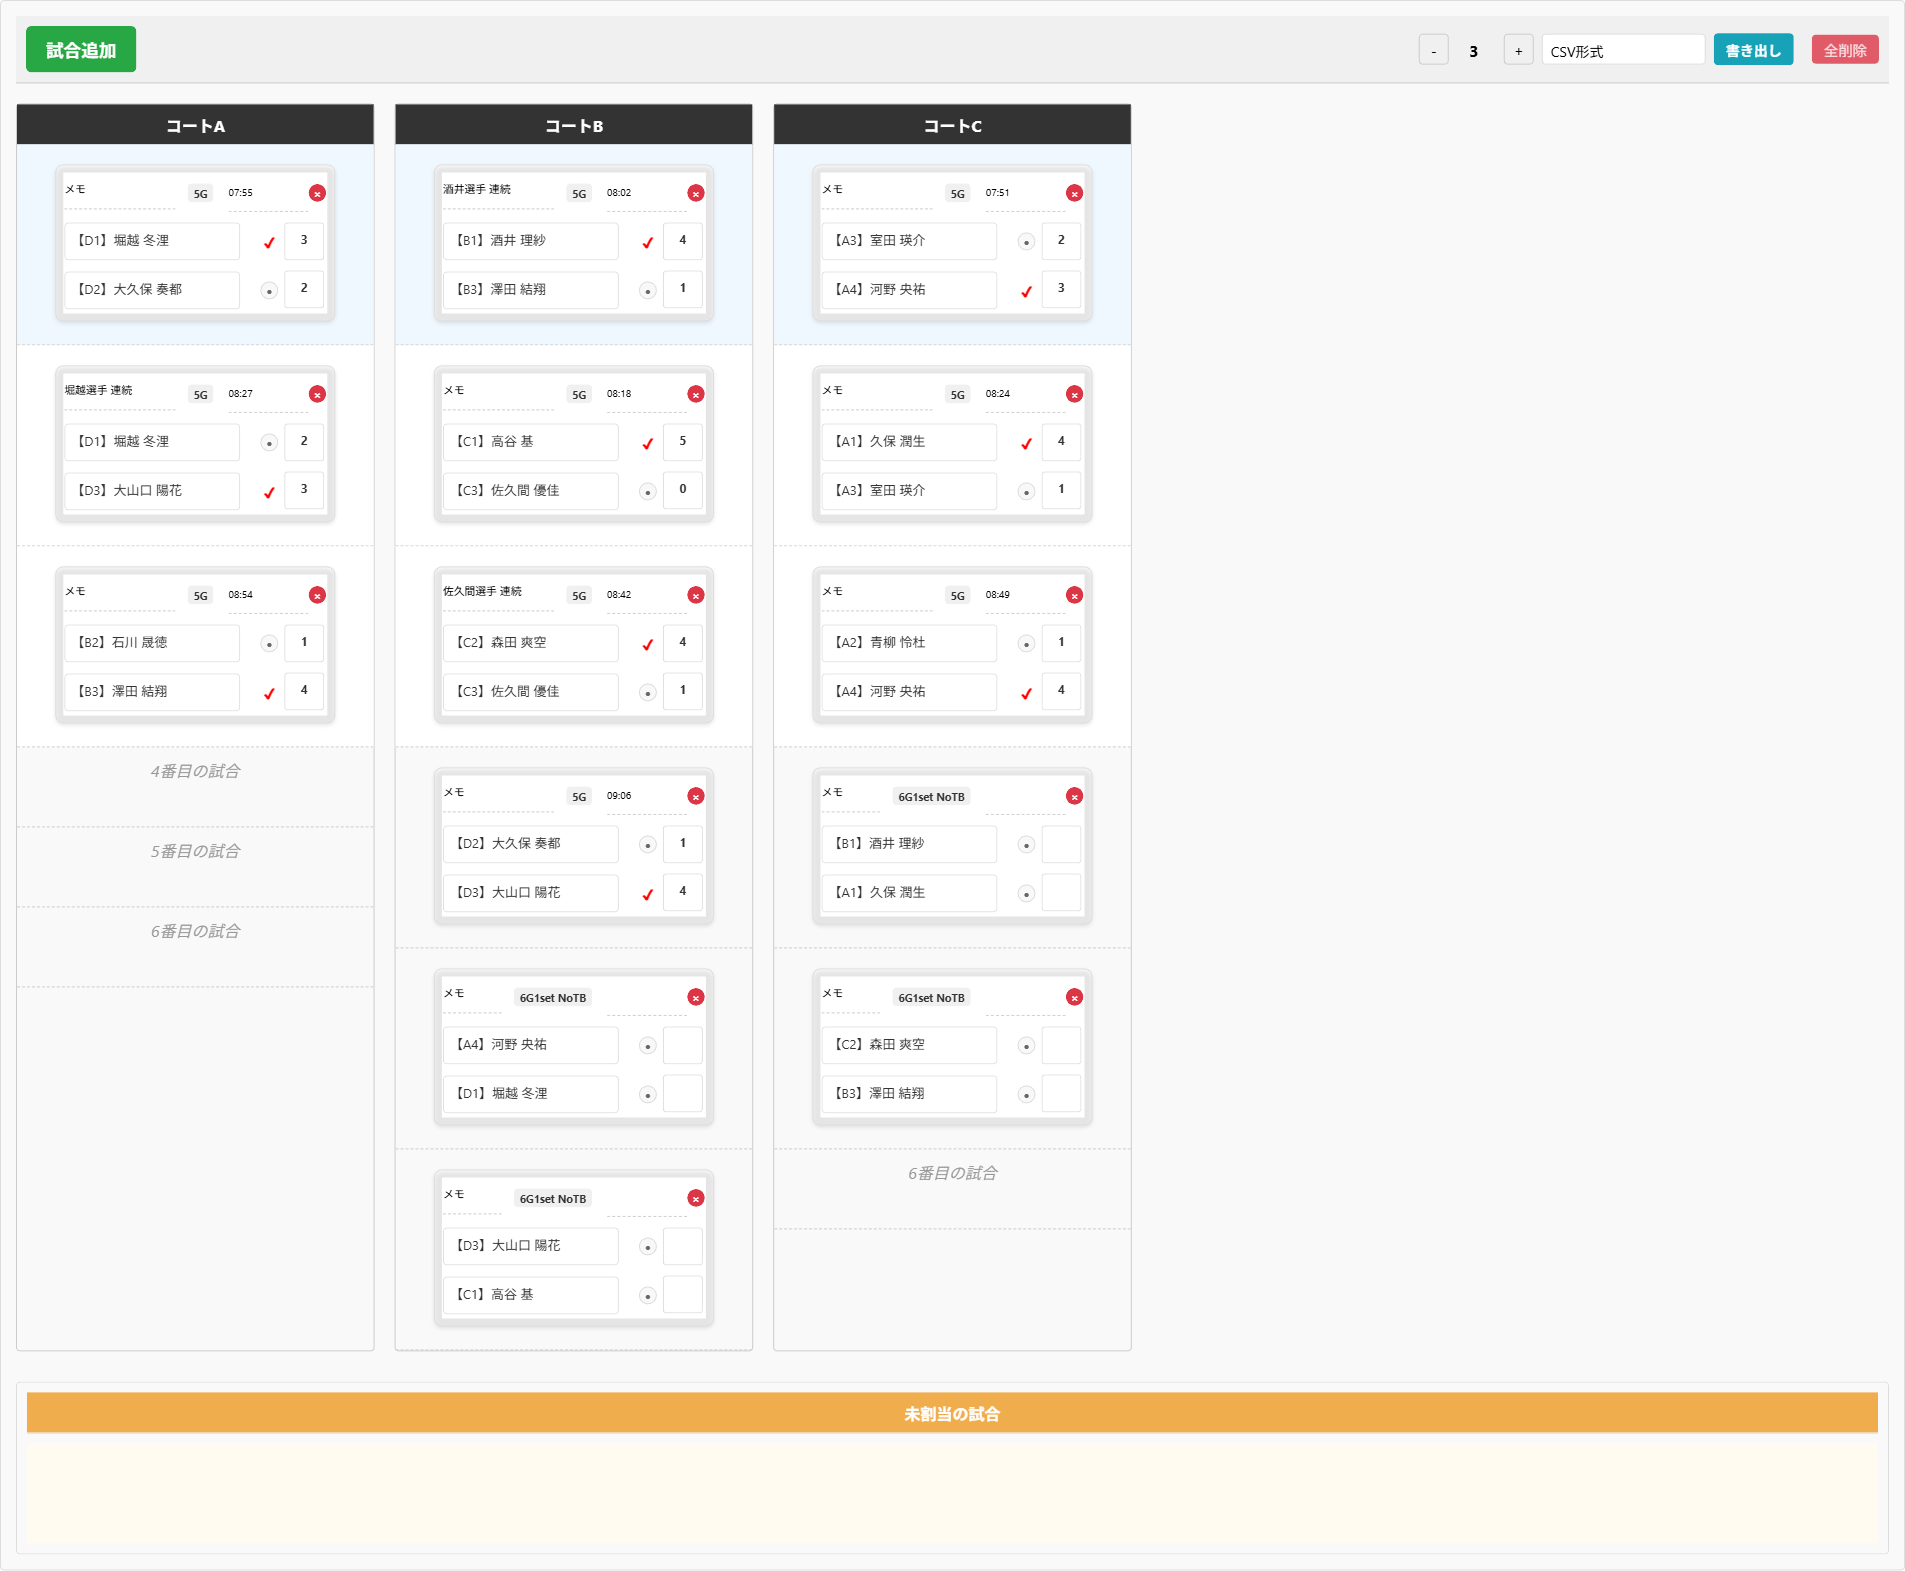 試合追加
- 3 + CSV形式 書き出し 全削除
コートA
メモ 5G 07:55 ×
【D1】堀越 冬浬 ✓ 3
【D2】大久保 奏都 ● 2
堀越選手 連続 5G 08:27 ×
【D1】堀越 冬浬 ● 2
【D3】大山口 陽花 ✓ 3
メモ 5G 08:54 ×
【B2】石川 晟徳 ● 1
【B3】澤田 結翔 ✓ 4
4番目の試合
5番目の試合
6番目の試合
コートB
酒井選手 連続 5G 08:02 ×
【B1】酒井 理紗 ✓ 4
【B3】澤田 結翔 ● 1
メモ 5G 08:18 ×
【C1】高谷 基 ✓ 5
【C3】佐久間 優佳 ● 0
佐久間選手 連続 5G 08:42 ×
【C2】森田 爽空 ✓ 4
【C3】佐久間 優佳 ● 1
メモ 5G 09:06 ×
【D2】大久保 奏都 ● 1
【D3】大山口 陽花 ✓ 4
メモ 6G1set NoTB ×
【A4】河野 央祐 ●
【D1】堀越 冬浬 ●
メモ 6G1set NoTB ×
【D3】大山口 陽花 ●
【C1】高谷 基 ●
コートC
メモ 5G 07:51 ×
【A3】室田 瑛介 ● 2
【A4】河野 央祐 ✓ 3
メモ 5G 08:24 ×
【A1】久保 潤生 ✓ 4
【A3】室田 瑛介 ● 1
メモ 5G 08:49 ×
【A2】青柳 怜杜 ● 1
【A4】河野 央祐 ✓ 4
メモ 6G1set NoTB ×
【B1】酒井 理紗 ●
【A1】久保 潤生 ●
メモ 6G1set NoTB ×
【C2】森田 爽空 ●
【B3】澤田 結翔 ●
6番目の試合
未割当の試合